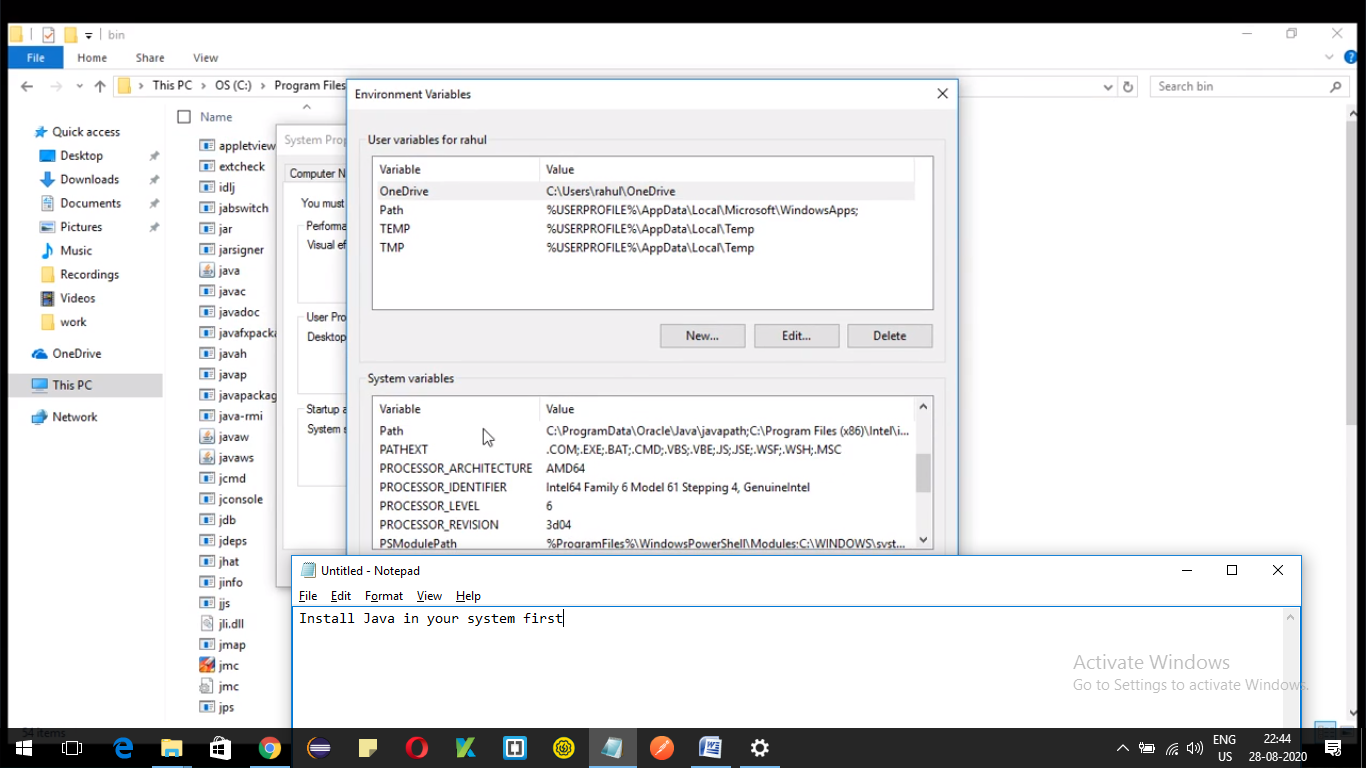 bin
File
Home
Share
View
This PC
OS (C:)
Program Files
Search bin
Quick access
Desktop
Downloads
Documents
Pictures
Music
Recordings
Videos
work
OneDrive
This PC
Network
Name
appletview
extcheck
idlj
jabswitch
jar
jarsigner
java
javac
javadoc
javafxpacka
javah
javap
javapackag
java-rmi
javaw
javaws
jcmd
jconsole
jdb
jdeps
jhat
jinfo
jjs
jli.dll
jmap
jmc
jmc
jps
54 items
System Prop
Computer N
You must
Performa
Visual ef
User Pro
Desktop
Startup a
System s
Environment Variables
User variables for rahul
Variable Value
OneDrive C:\Users\rahul\OneDrive
Path %USERPROFILE%\AppData\Local\Microsoft\WindowsApps;
TEMP %USERPROFILE%\AppData\Local\Temp
TMP %USERPROFILE%\AppData\Local\Temp
New... Edit... Delete
System variables
Variable Value
Path C:\ProgramData\Oracle\Java\javapath;C:\Program Files (x86)\Intel\i...
PATHEXT .COM;.EXE;.BAT;.CMD;.VBS;.VBE;.JS;.JSE;.WSF;.WSH;.MSC
PROCESSOR_ARCHITECTURE AMD64
PROCESSOR_IDENTIFIER Intel64 Family 6 Model 61 Stepping 4, GenuineIntel
PROCESSOR_LEVEL 6
PROCESSOR_REVISION 3d04
PSModulePath %ProgramFiles%\WindowsPowerShell\Modules;C:\WINDOWS\syst...
Untitled - Notepad
File Edit Format View Help
Install Java in your system first
Activate Windows
Go to Settings to activate Windows.
ENG
US
22:44
28-08-2020